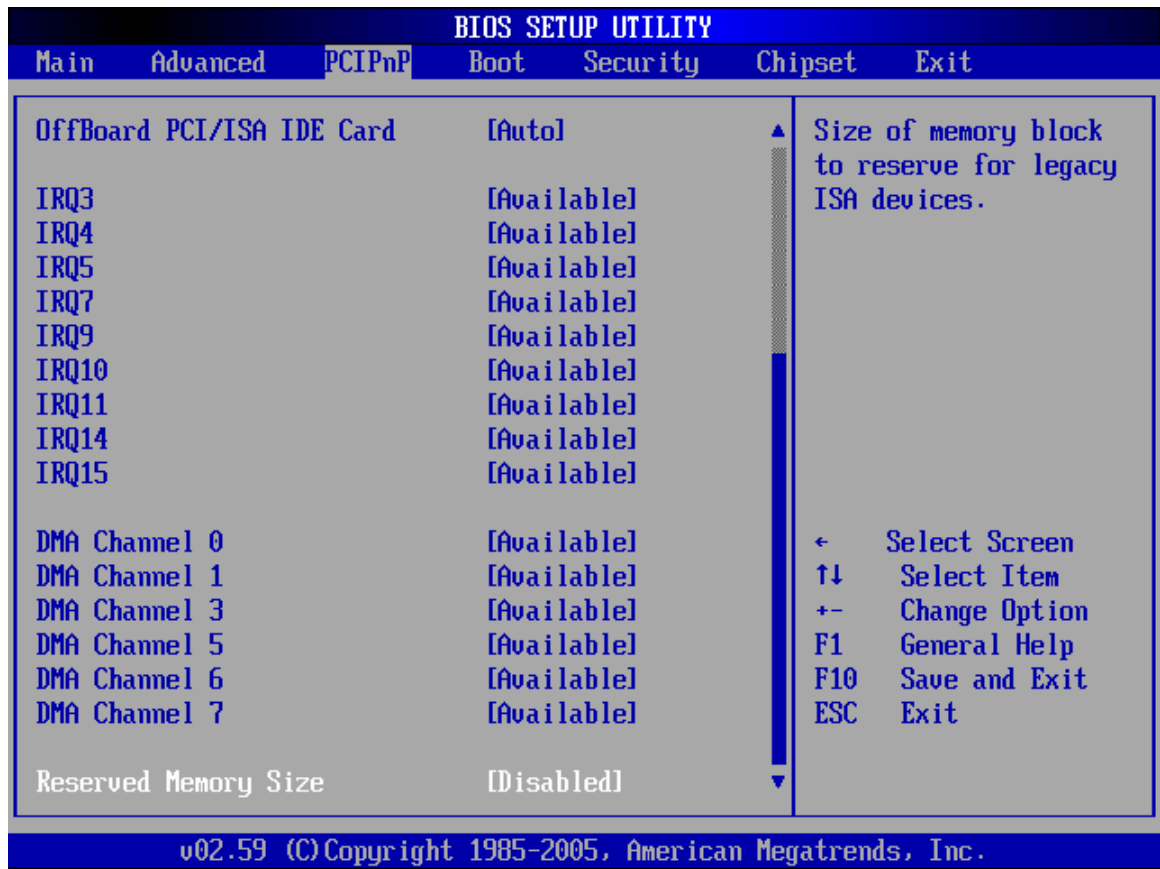 BIOS SETUP UTILITY
Main Advanced PCIPnP Boot Security Chipset Exit
OffBoard PCI/ISA IDE Card [Auto]
IRQ3 [Available]
IRQ4 [Available]
IRQ5 [Available]
IRQ7 [Available]
IRQ9 [Available]
IRQ10 [Available]
IRQ11 [Available]
IRQ14 [Available]
IRQ15 [Available]
DMA Channel 0 [Available]
DMA Channel 1 [Available]
DMA Channel 3 [Available]
DMA Channel 5 [Available]
DMA Channel 6 [Available]
DMA Channel 7 [Available]
Reserved Memory Size [Disabled]
Size of memory block
to reserve for legacy
ISA devices.
← Select Screen
↑↓ Select Item
+- Change Option
F1 General Help
F10 Save and Exit
ESC Exit
v02.59 (C)Copyright 1985-2005, American Megatrends, Inc.